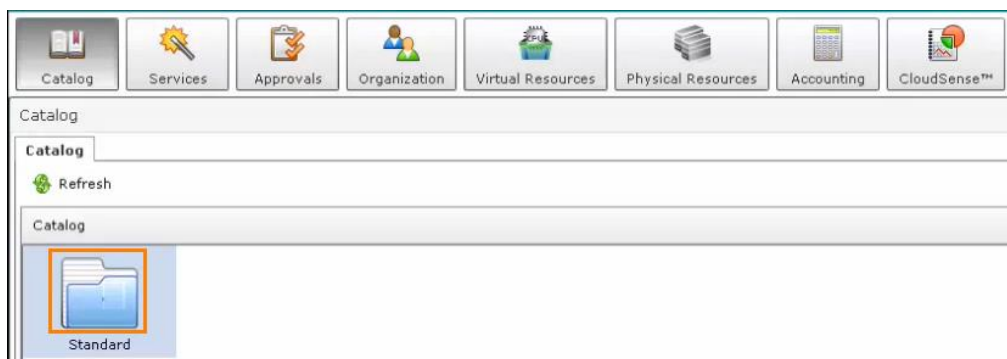 Catalog
Services
Approvals
Organization
Virtual Resources
Physical Resources
Accounting
CloudSense™
Catalog
Catalog
Refresh
Catalog
Standard